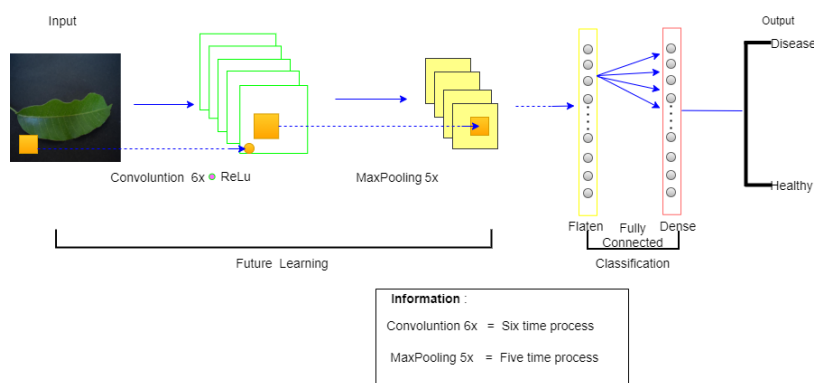 Input
Output
Disease
Healthy
Convoluntion 6x ReLu
MaxPooling 5x
Flaten
Fully Connected
Dense
Future Learning
Classification
Information :
Convoluntion 6x = Six time process
MaxPooling 5x = Five time process